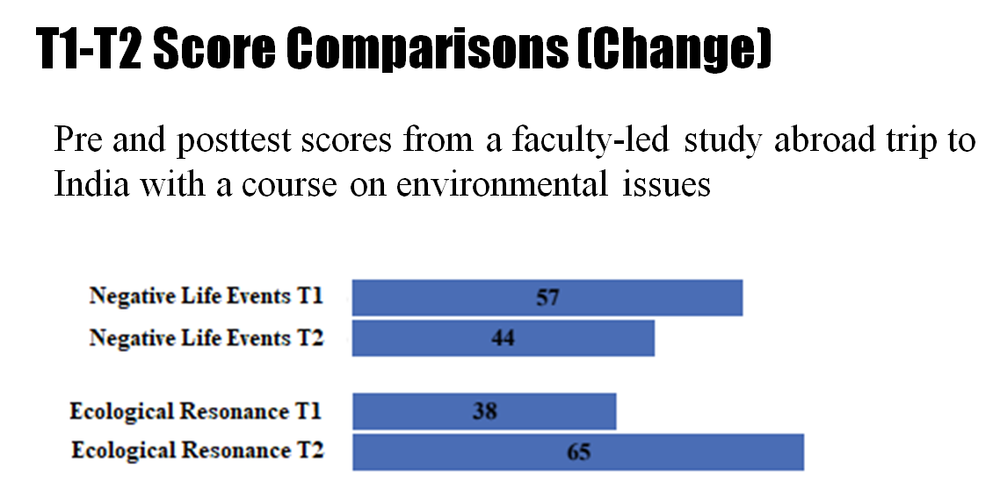 T1-T2 Score Comparisons (Change)
Pre and posttest scores from a faculty-led study abroad trip to
India with a course on environmental issues
Negative Life Events T1 57
Negative Life Events T2 44
Ecological Resonance T1 38
Ecological Resonance T2 65